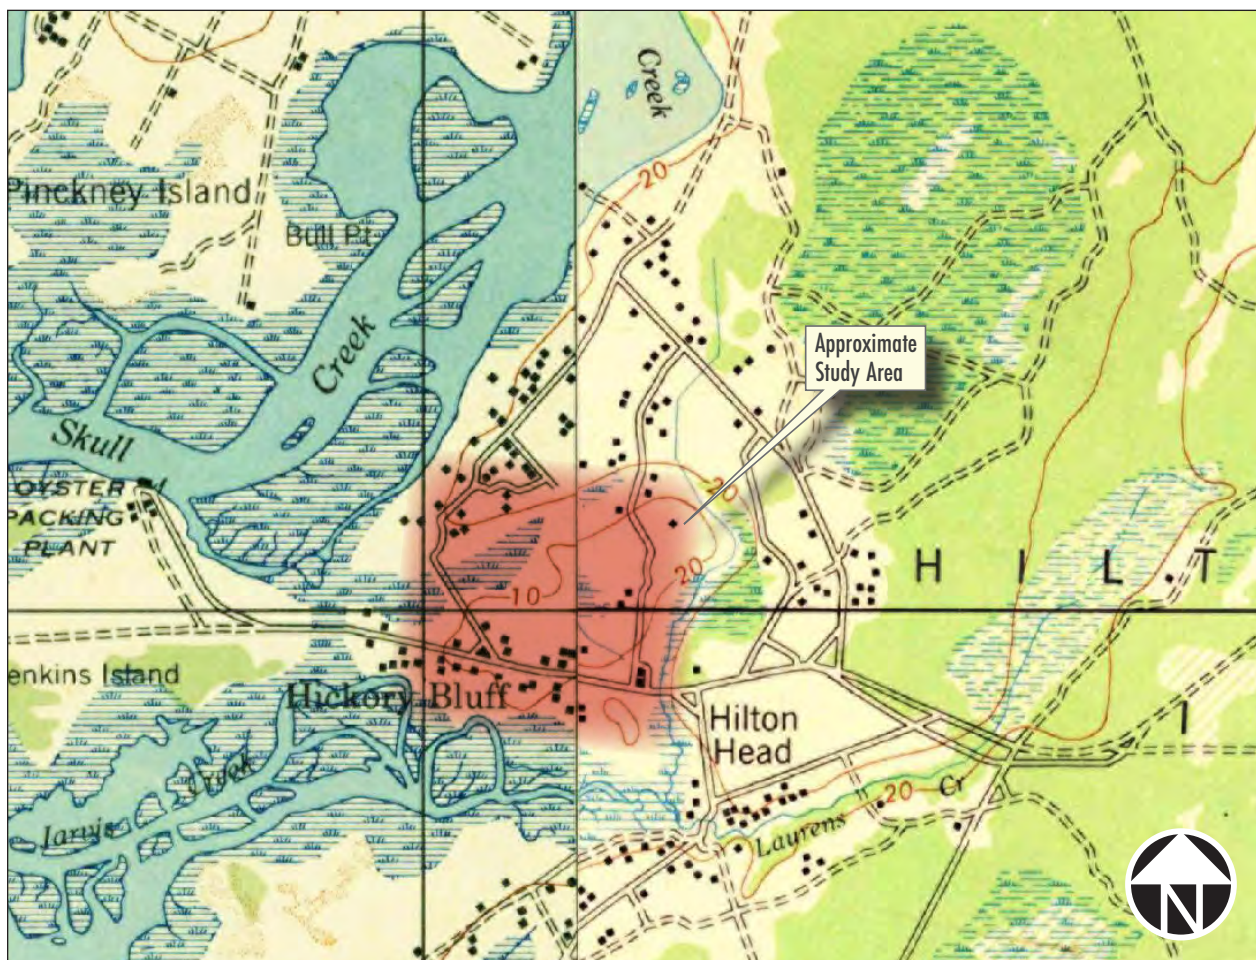 Creek
20
Pinckney Island
Bull Pt
Creek
Approximate
Study Area
Skull
OYSTER
PACKING
PLANT
20
20
10
H I L T
enkins Island
Hickory Bluff
Hilton
Head
I
Creek
Jarvis
20
Cr
Laurens
N